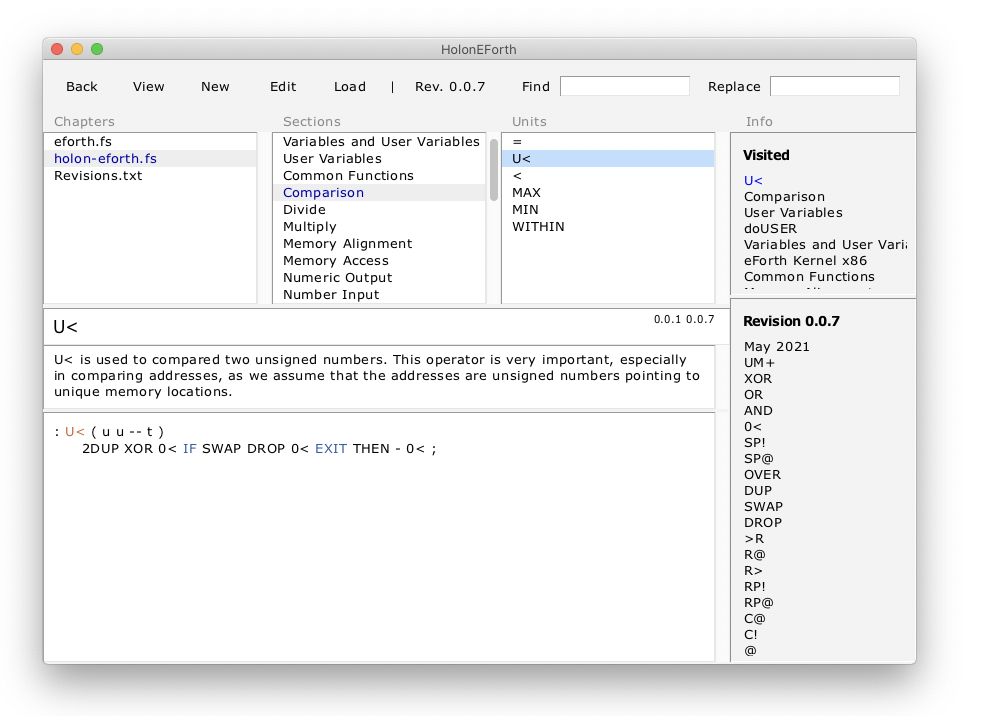 HolonEForth
Back View New Edit Load | Rev. 0.0.7 Find Replace
Chapters
eforth.fs
holon-eforth.fs
Revisions.txt
Sections
Variables and User Variables
User Variables
Common Functions
Comparison
Divide
Multiply
Memory Alignment
Memory Access
Numeric Output
Number Input
Units
=
U<
<
MAX
MIN
WITHIN
Info
Visited
U<
Comparison
User Variables
doUSER
Variables and User Vari
eForth Kernel x86
Common Functions
U<
0.0.1 0.0.7
U< is used to compared two unsigned numbers. This operator is very important, especially
in comparing addresses, as we assume that the addresses are unsigned numbers pointing to
unique memory locations.
: U< ( u u -- t )
2DUP XOR 0< IF SWAP DROP 0< EXIT THEN - 0< ;
Revision 0.0.7
May 2021
UM+
XOR
OR
AND
0<
SP!
SP@
OVER
DUP
SWAP
DROP
>R
R@
R>
RP!
RP@
C@
C!
@